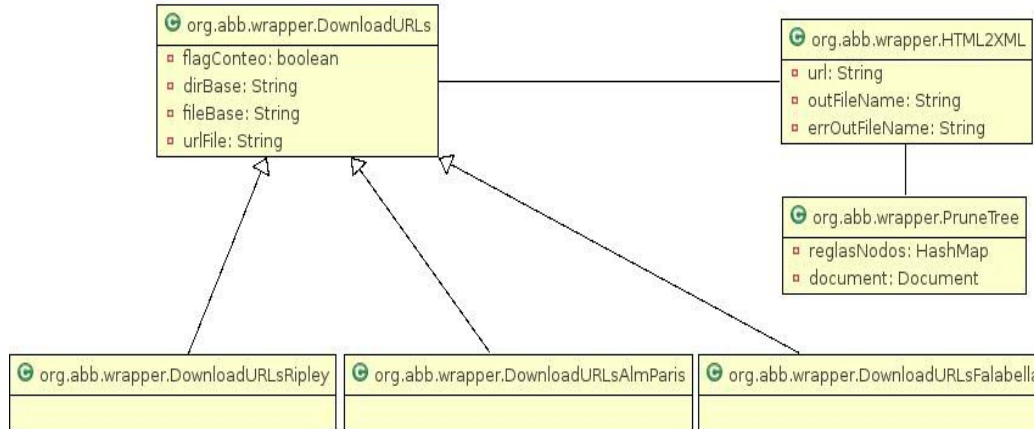 C org.abb.wrapper.DownloadURLs
flagConteo: boolean
dirBase: String
fileBase: String
urlFile: String
C org.abb.wrapper.HTML2XML
url: String
outFileName: String
errOutFileName: String
C org.abb.wrapper.PruneTree
reglasNodos: HashMap
document: Document
C org.abb.wrapper.DownloadURLsRipley
C org.abb.wrapper.DownloadURLsAlmParis
C org.abb.wrapper.DownloadURLsFalabella